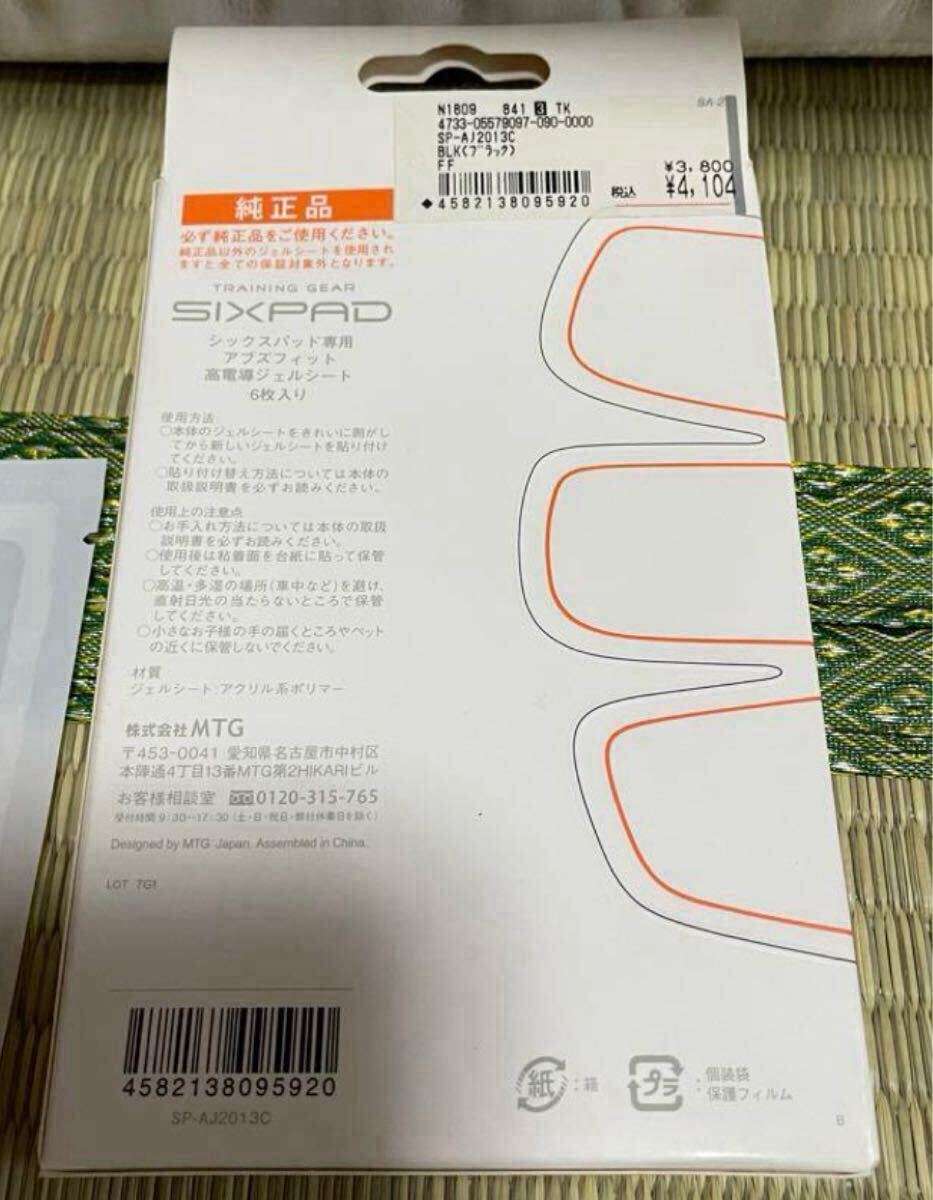 N1809 841 3 TK
4733-05579097-090-0000
SP-AJ2013C
BLK(ブラック)
FF
◆4582138095920
¥3,800
税込 ¥4,104
純正品
必ず純正品をご使用ください。
純正品以外のジェルシートを使用され
ますと全ての保証対象外となります。
TRAINING GEAR
SIXPAD
シックスパッド専用
アブズフィット
高電導ジェルシート
6枚入り
使用方法
○本体のジェルシートをきれいに剥がし
てから新しいジェルシートを貼り付け
てください。
○貼り付け替え方法については本体の
取扱説明書を必ずお読みください。
使用上の注意点
○お手入れ方法については本体の取扱
説明書を必ずお読みください。
○使用後は粘着面を台紙に貼って保管
してください。
○高温・多湿の場所(車中など)を避け、
直射日光の当たらないところで保管
してください。
○小さなお子様の手の届くところやペット
の近くに保管しないでください。
材質
ジェルシート:アクリル系ポリマー
株式会社MTG
〒453-0041 愛知県名古屋市中村区
本陣通4丁目13番MTG第2HIKARIビル
お客様相談室 0120-315-765
受付時間 9:30-17:30 (土・日・祝日・弊社休業日を除く)
Designed by MTG Japan. Assembled in China.
LOT 7G1
4582138095920
SP-AJ2013C
紙 :箱
プラ : 個装袋
保護フィルム
B